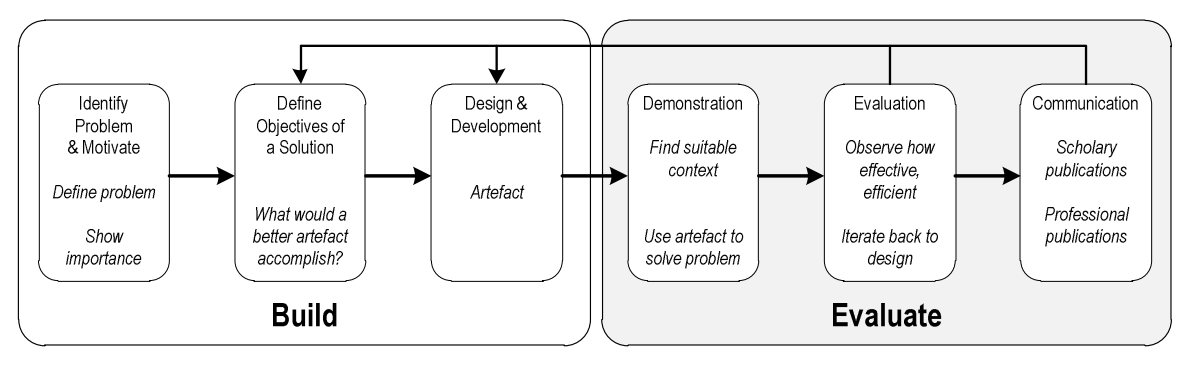 Identify
Problem
& Motivate
Define problem
Show
importance
Define
Objectives of
a Solution
What would a
better artefact
accomplish?
Design &
Development
Artefact
Build
Demonstration
Find suitable
context
Use artefact to
solve problem
Evaluation
Observe how
effective,
efficient
Iterate back to
design
Communication
Scholary
publications
Professional
publications
Evaluate